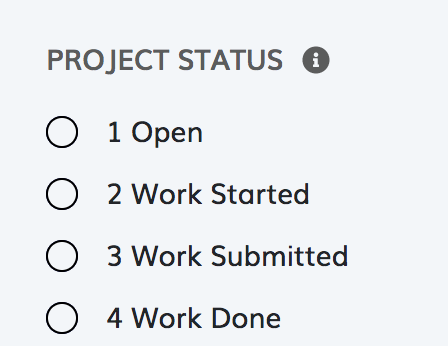 PROJECT STATUS
1 Open
2 Work Started
3 Work Submitted
4 Work Done